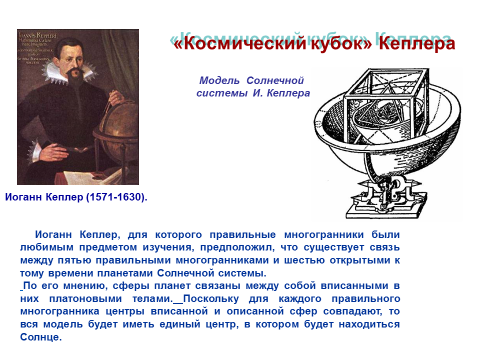 «Космический кубок» Кеплера
Модель Солнечной
системы И. Кеплера
Иоганн Кеплер (1571-1630).
Иоганн Кеплер, для которого правильные многогранники были
любимым предметом изучения, предположил, что существует связь
между пятью правильными многогранниками и шестью открытыми к
тому времени планетами Солнечной системы.
По его мнению, сферы планет связаны между собой вписанными в
них платоновыми телами. Поскольку для каждого правильного
многогранника центры вписанной и описанной сфер совпадают, то
вся модель будет иметь единый центр, в котором будет находиться
Солнце.